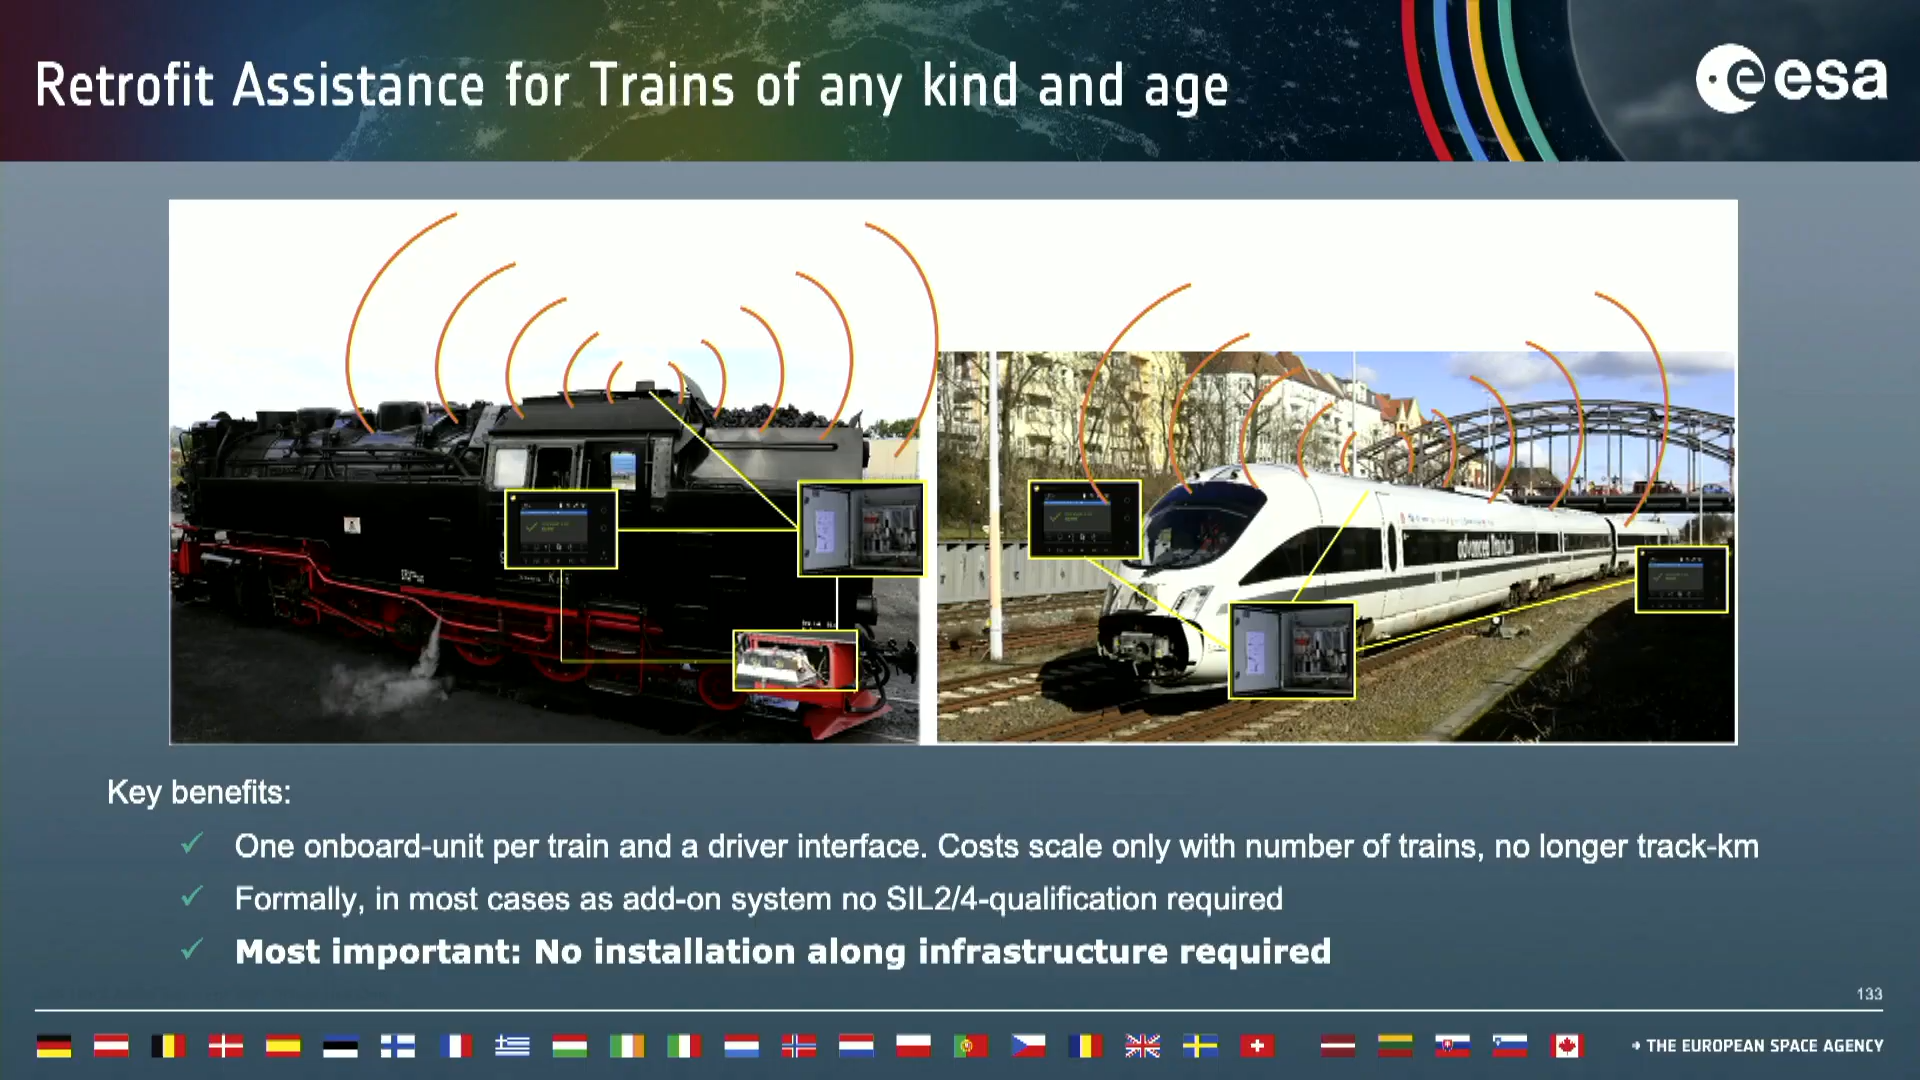 Retrofit Assistance for Trains of any kind and age
esa
advanced TrainLab
Key benefits:
✓ One onboard-unit per train and a driver interface. Costs scale only with number of trains, no longer track-km
✓ Formally, in most cases as add-on system no SIL2/4-qualification required
✓ Most important: No installation along infrastructure required
133
→ THE EUROPEAN SPACE AGENCY